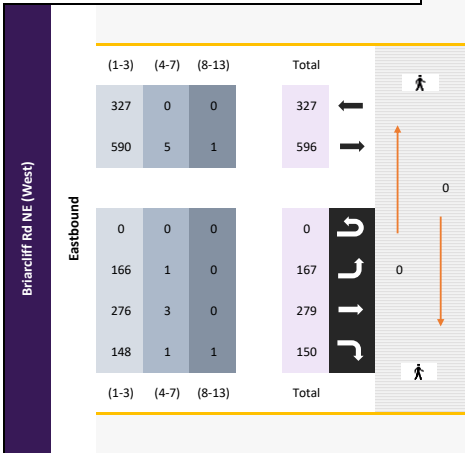 Briarcliff Rd NE (West)
Eastbound
(1-3) (4-7) (8-13) Total
327 0 0 327
590 5 1 596
0
0 0 0 0
166 1 0 167 0
276 3 0 279
148 1 1 150
(1-3) (4-7) (8-13) Total